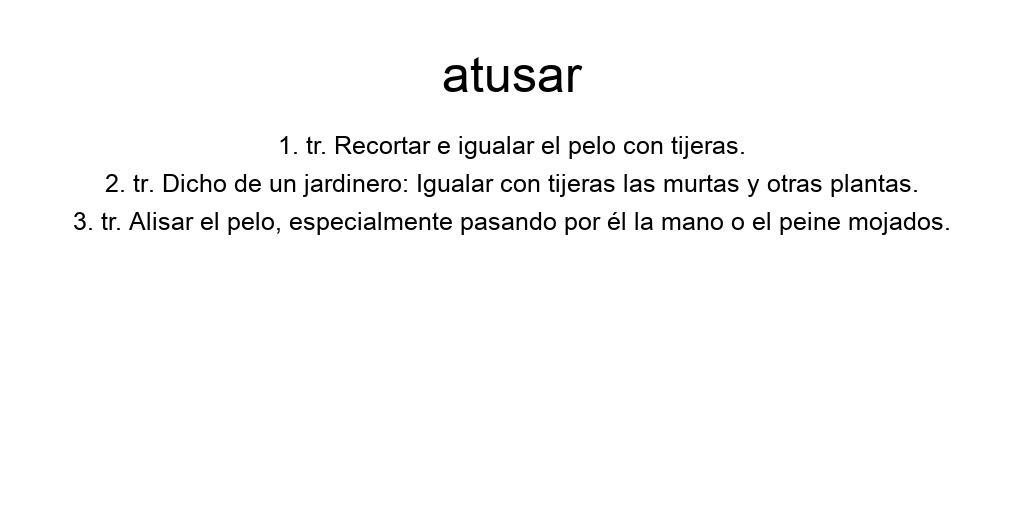 atusar
1. tr. Recortar e igualar el pelo con tijeras.
2. tr. Dicho de un jardinero: Igualar con tijeras las murtas y otras plantas.
3. tr. Alisar el pelo, especialmente pasando por él la mano o el peine mojados.